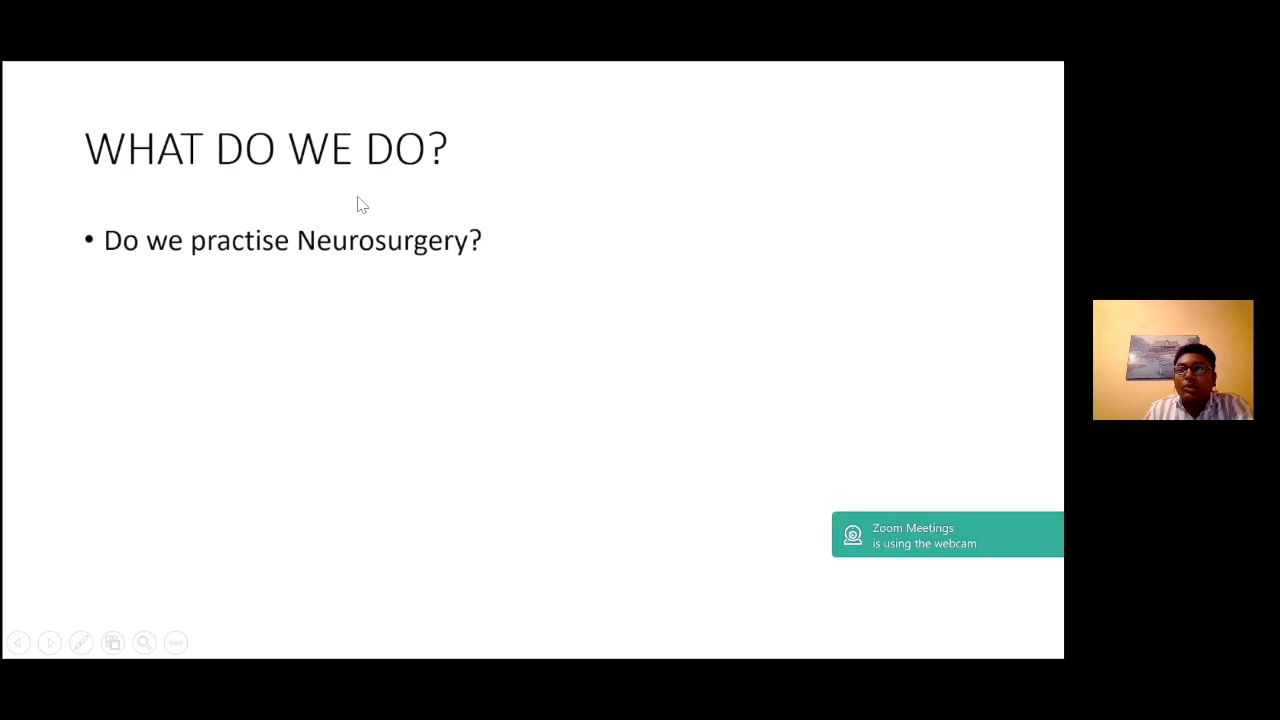 WHAT DO WE DO?
• Do we practise Neurosurgery?
Zoom Meetings
is using the webcam